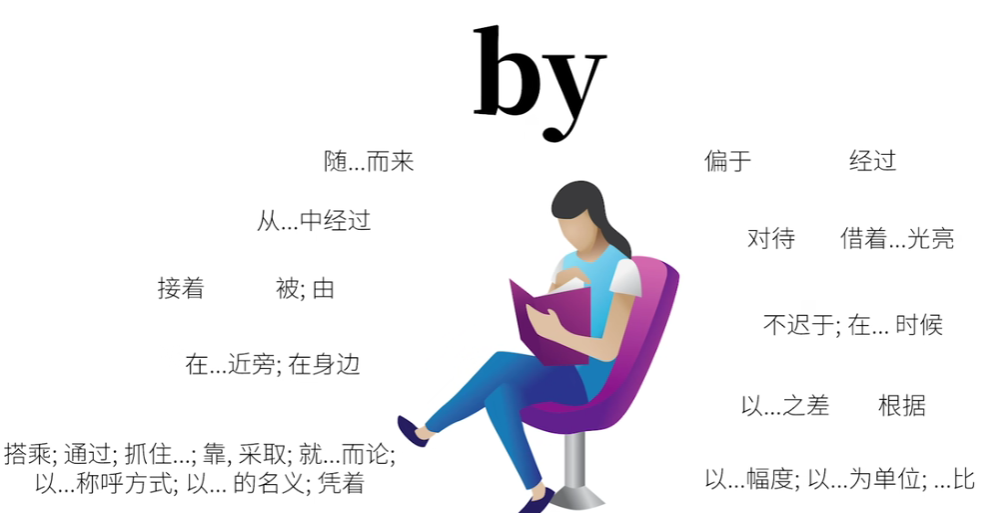 by
随...而来
偏于 经过
从...中经过
对待 借着...光亮
接着 被; 由
不迟于; 在... 时候
在...近旁; 在身边
以...之差 根据
搭乘; 通过; 抓住...; 靠, 采取; 就...而论;
以...称呼方式; 以... 的名义; 凭着
以...幅度; 以...为单位; ...比